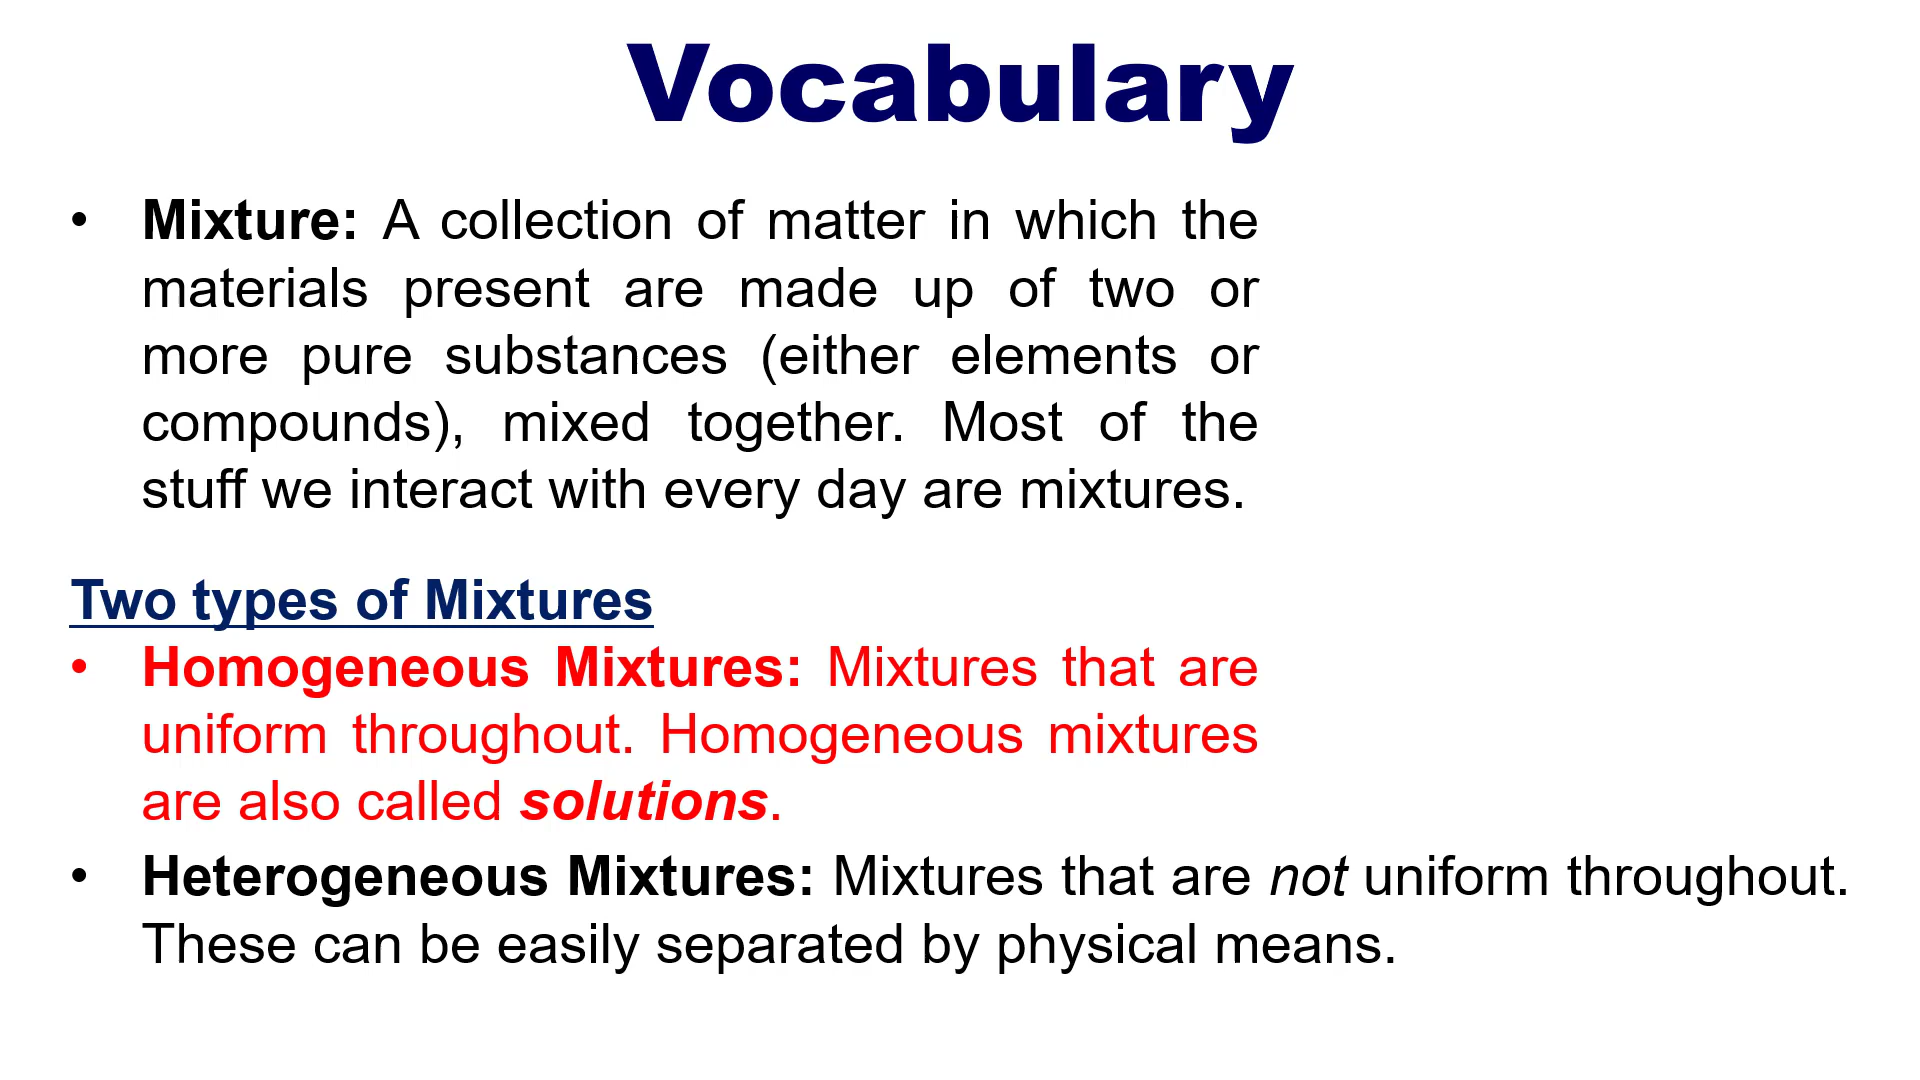 Vocabulary
• Mixture: A collection of matter in which the
materials present are made up of two or
more pure substances (either elements or
compounds), mixed together. Most of the
stuff we interact with every day are mixtures.
Two types of Mixtures
• Homogeneous Mixtures: Mixtures that are
uniform throughout. Homogeneous mixtures
are also called solutions.
• Heterogeneous Mixtures: Mixtures that are not uniform throughout.
These can be easily separated by physical means.